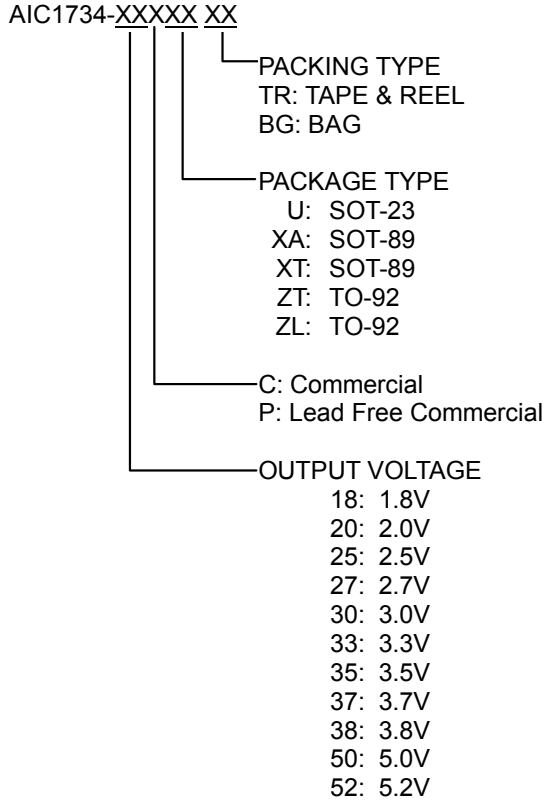 AIC1734-XXXXX XX
PACKING TYPE
TR: TAPE & REEL
BG: BAG
PACKAGE TYPE
U: SOT-23
XA: SOT-89
XT: SOT-89
ZT: TO-92
ZL: TO-92
C: Commercial
P: Lead Free Commercial
OUTPUT VOLTAGE
18: 1.8V
20: 2.0V
25: 2.5V
27: 2.7V
30: 3.0V
33: 3.3V
35: 3.5V
37: 3.7V
38: 3.8V
50: 5.0V
52: 5.2V